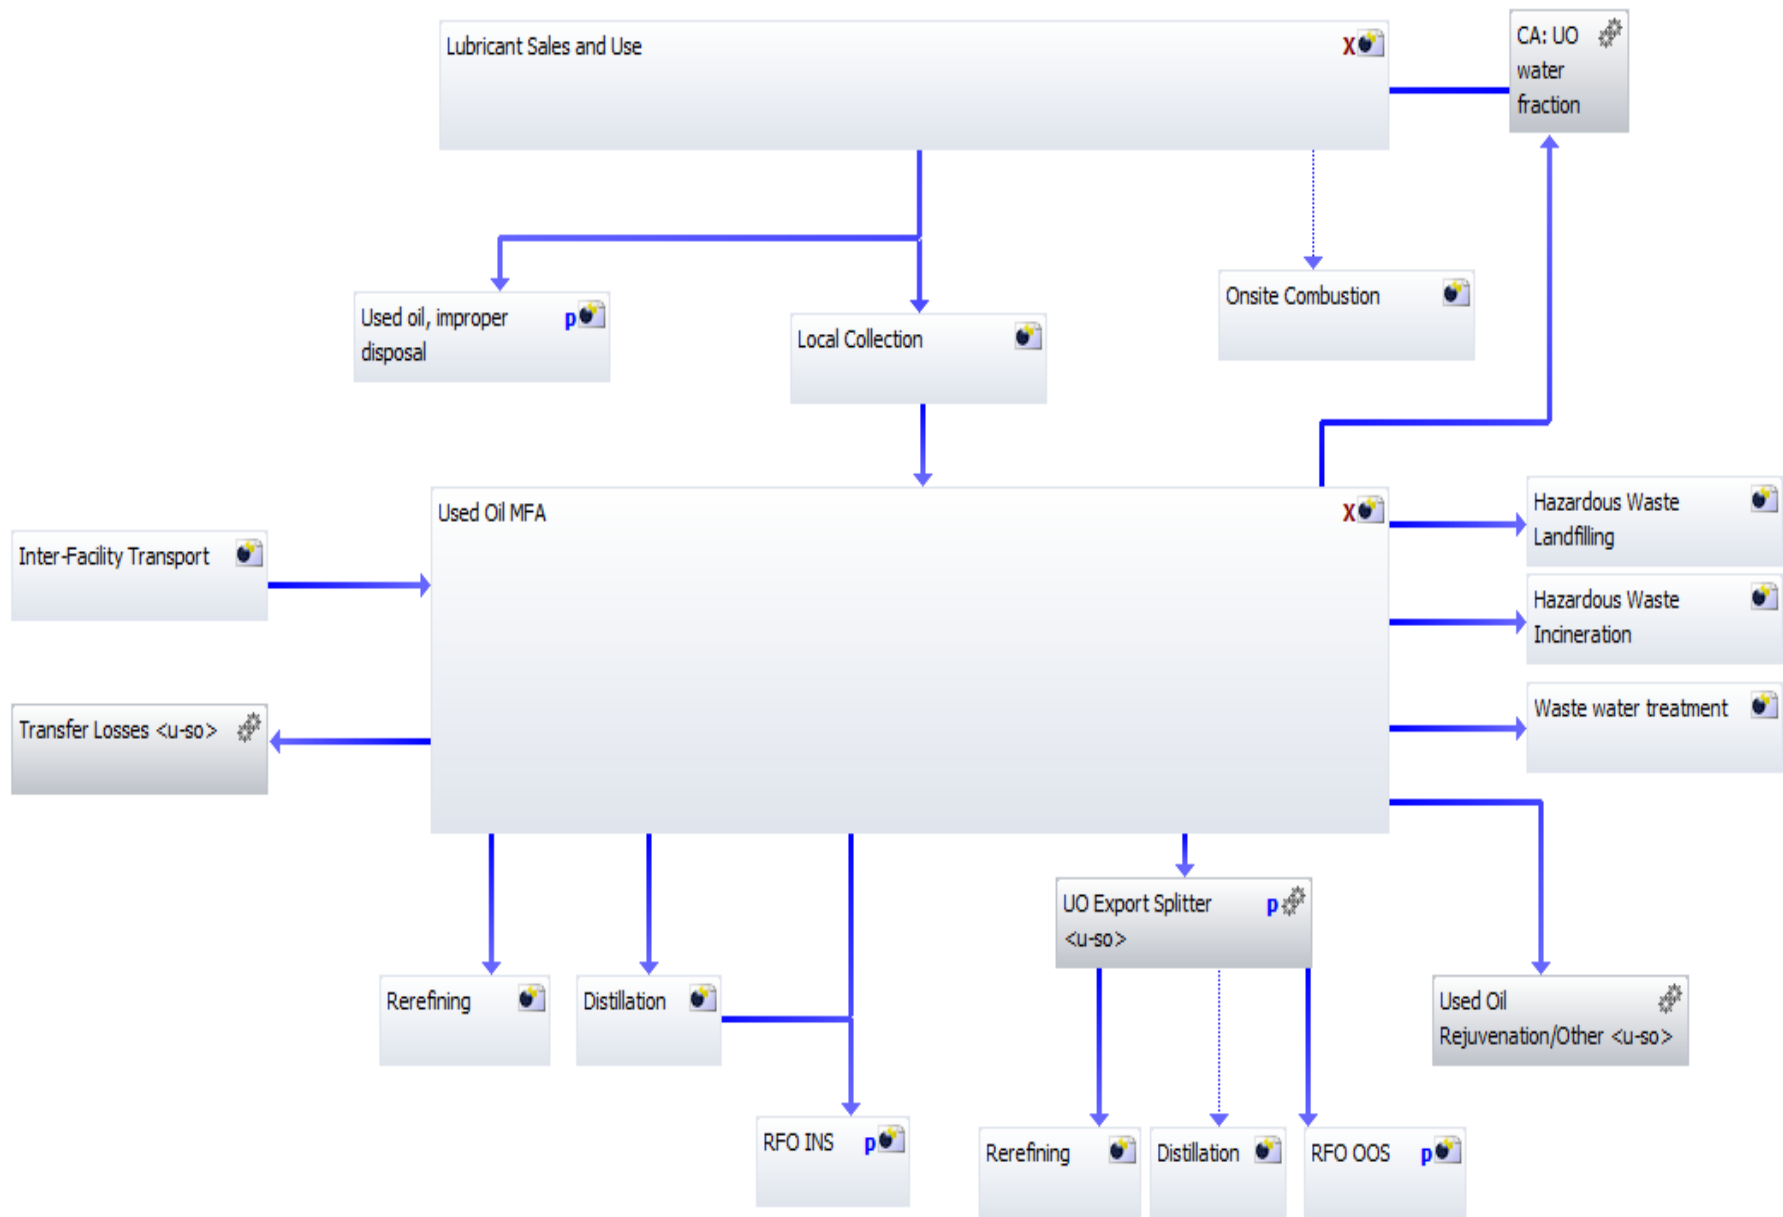 Lubricant Sales and Use
X
CA: UO
water
fraction
Used oil, improper
disposal
p
Local Collection
Onsite Combustion
Used Oil MFA
X
Inter-Facility Transport
Transfer Losses <u-so>
Hazardous Waste
Landfilling
Hazardous Waste
Incineration
Waste water treatment
UO Export Splitter
<u-so>
p
Rerefining
Distillation
Used Oil
Rejuvenation/Other <u-so>
RFO INS
p
Rerefining
Distillation
RFO OOS
p